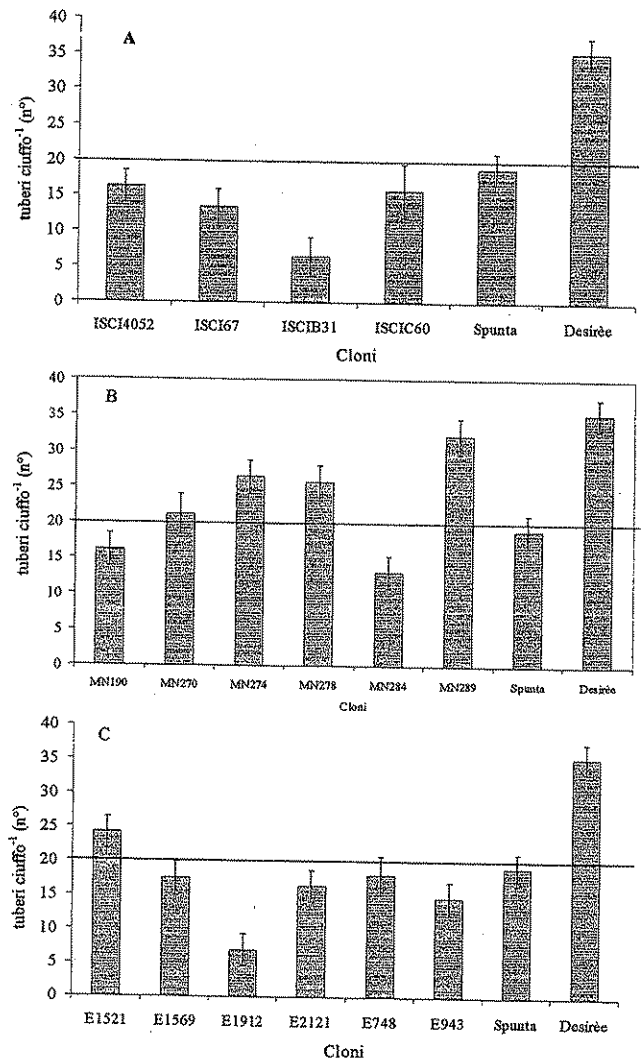 A
40
35
30
25
20
15
10
5
0
tuberi ciuffo⁻¹ (n°)
ISCI4052 ISCI67 ISCIB31 ISCIC60 Spunta Desirèe
Cloni
B
40
35
30
25
20
15
10
5
0
tuberi ciuffo⁻¹ (n°)
MN190 MN270 MN274 MN278 MN284 MN289 Spunta Desirèe
Cloni
C
40
35
30
25
20
15
10
5
0
tuberi ciuffo⁻¹ (n°)
E1521 E1569 E1912 E2121 E748 E943 Spunta Desirèe
Cloni